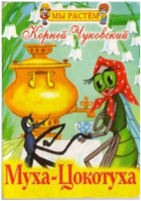 МЫ РАСТЁМ
Корней Чуковский
Муха-Цокотуха